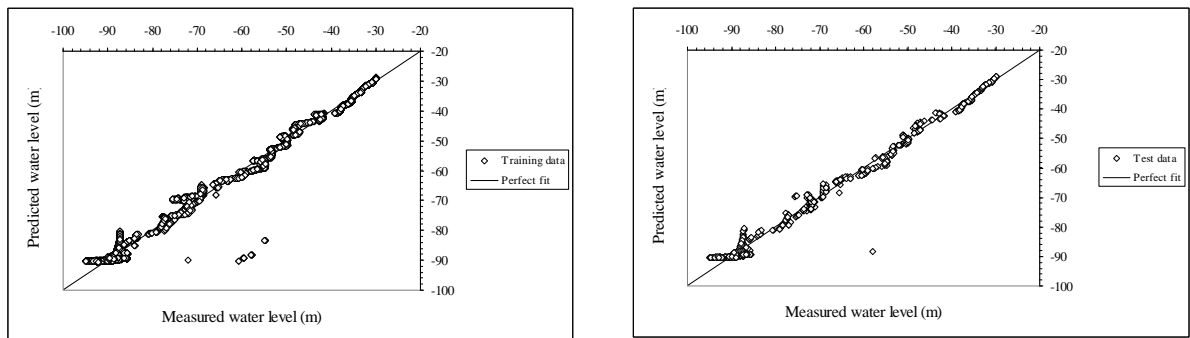 -100 -90 -80 -70 -60 -50 -40 -30 -20
-20
-30
-40
-50
-60
-70
-80
-90
-100
Predicted water level (m)
Measured water level (m)
Training data
Perfect fit
-100 -90 -80 -70 -60 -50 -40 -30 -20
-20
-30
-40
-50
-60
-70
-80
-90
-100
Predicted water level (m)
Measured water level (m)
Test data
Perfect fit